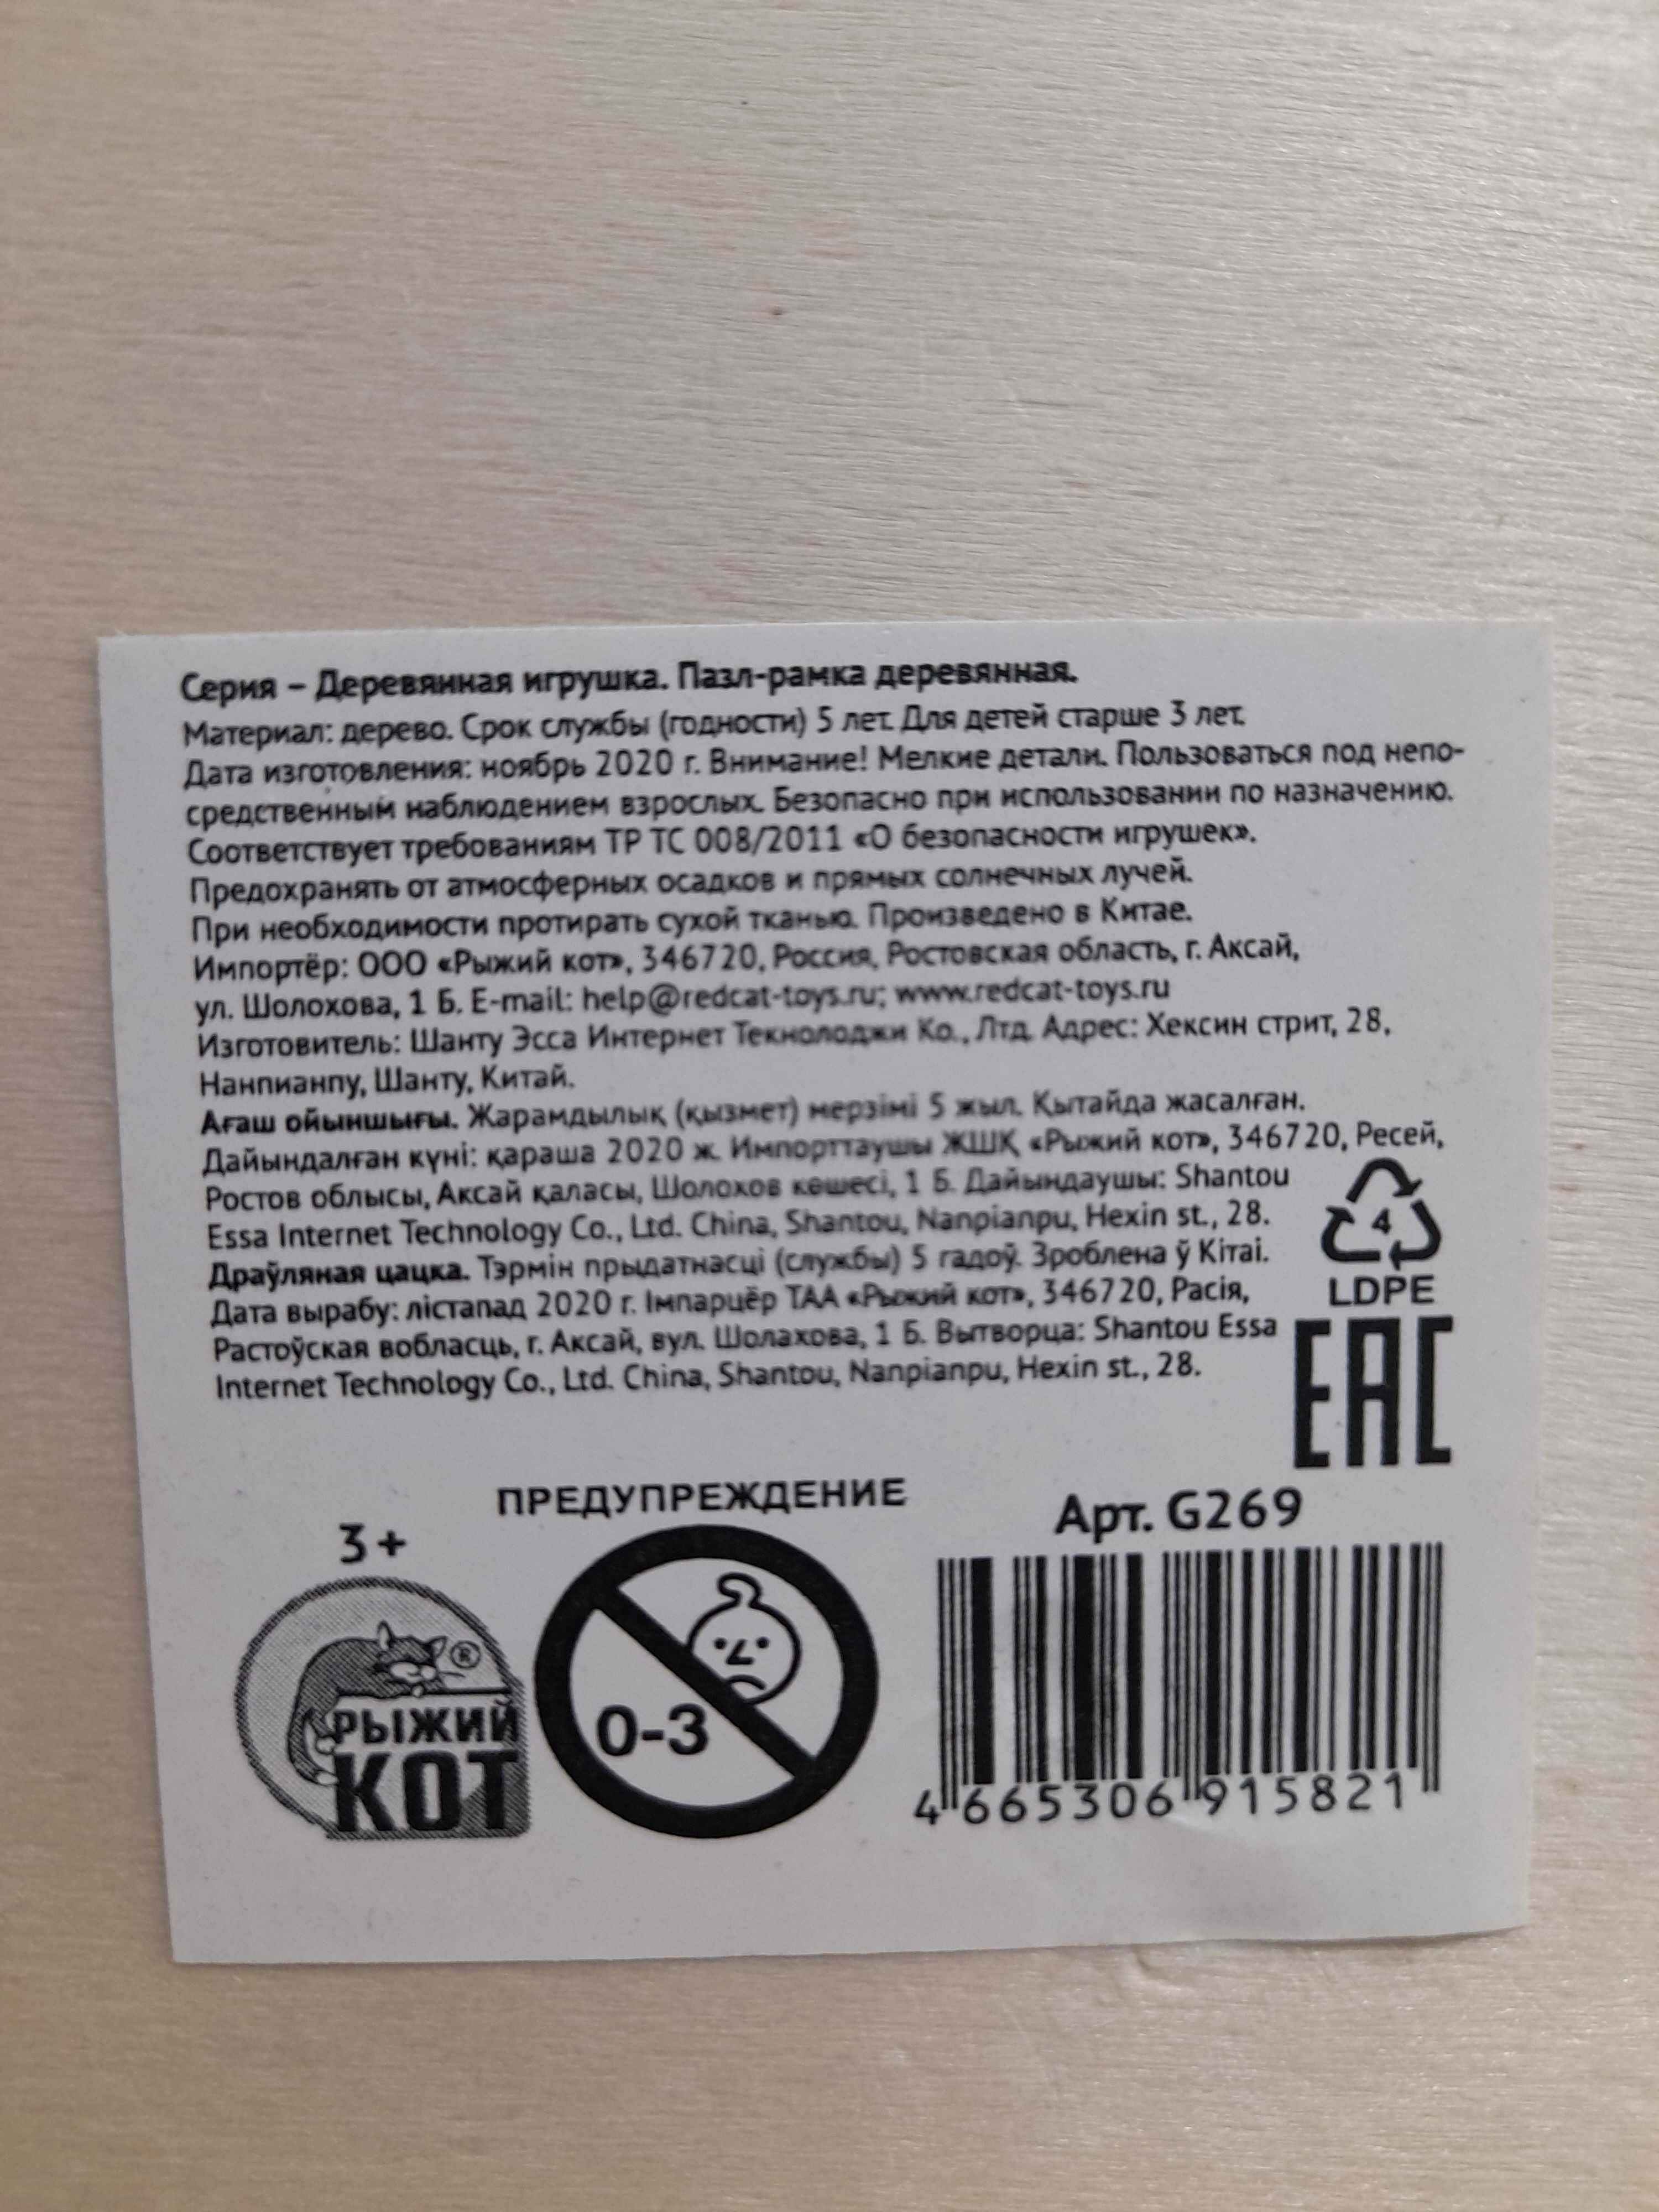 Серия – Деревянная игрушка. Пазл-рамка деревянная.
Материал: дерево. Срок службы (годности) 5 лет. Для детей старше 3 лет.
Дата изготовления: ноябрь 2020 г. Внимание! Мелкие детали. Пользоваться под непо-
средственным наблюдением взрослых. Безопасно при использовании по назначению.
Соответствует требованиям ТР ТС 008/2011 «О безопасности игрушек».
Предохранять от атмосферных осадков и прямых солнечных лучей.
При необходимости протирать сухой тканью. Произведено в Китае.
Импортёр: ООО «Рыжий кот», 346720, Россия, Ростовская область, г. Аксай,
ул. Шолохова, 1 Б. E-mail: help@redcat-toys.ru; www.redcat-toys.ru
Изготовитель: Шанту Эсса Интернет Текнолоджи Ко., Лтд. Адрес: Хексин стрит, 28,
Нанпианпу, Шанту, Китай.
Ағаш ойыншығы. Жарамдылық (қызмет) мерзімі 5 жыл. Қытайда жасалған.
Дайындалған күні: қараша 2020 ж. Импорттаушы ЖШҚ «Рыжий кот», 346720, Ресей,
Ростов облысы, Аксай қаласы, Шолохов көшесі, 1 Б. Дайындаушы: Shantou
Essa Internet Technology Co., Ltd. China, Shantou, Nanpianpu, Hexin st., 28.
Драўляная цацка. Тэрмін прыдатнасці (службы) 5 гадоў. Зроблена ў Кітаі.
Дата вырабу: лістапад 2020 г. Імпарцёр ТАА «Рыжий кот», 346720, Расія,
Растоўская вобласць, г. Аксай, вул. Шолахова, 1 Б. Вытворца: Shantou Essa
Internet Technology Co., Ltd. China, Shantou, Nanpianpu, Hexin st., 28.
4
LDPE
EAC
ПРЕДУПРЕЖДЕНИЕ
3+
Арт. G269
®
РЫЖИЙ
КОТ
0-3
4 665306 915821